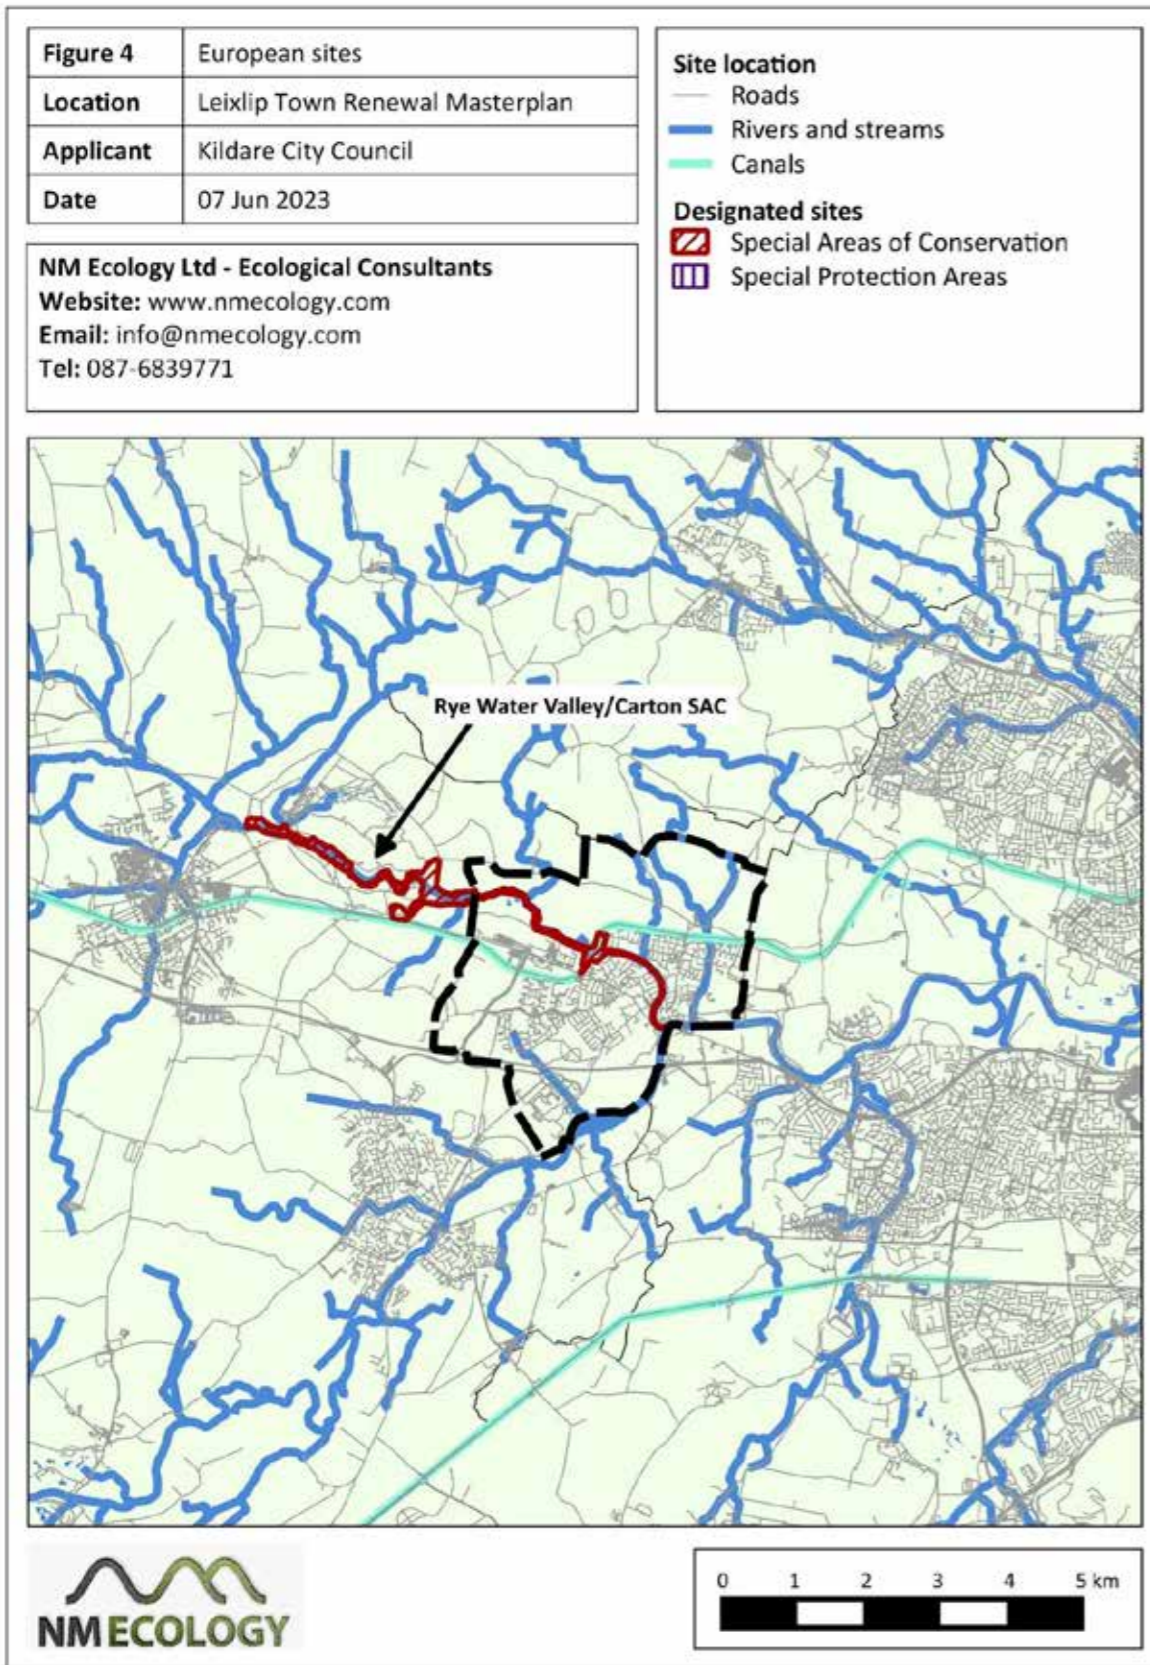 Figure 4 European sites
Location Leixlip Town Renewal Masterplan
Applicant Kildare City Council
Date 07 Jun 2023
NM Ecology Ltd - Ecological Consultants
Website: www.nmecology.com
Email: info@nmecology.com
Tel: 087-6839771
Site location
Roads
Rivers and streams
Canals
Designated sites
Special Areas of Conservation
Special Protection Areas
Rye Water Valley/Carton SAC
NM ECOLOGY
0 1 2 3 4 5 km